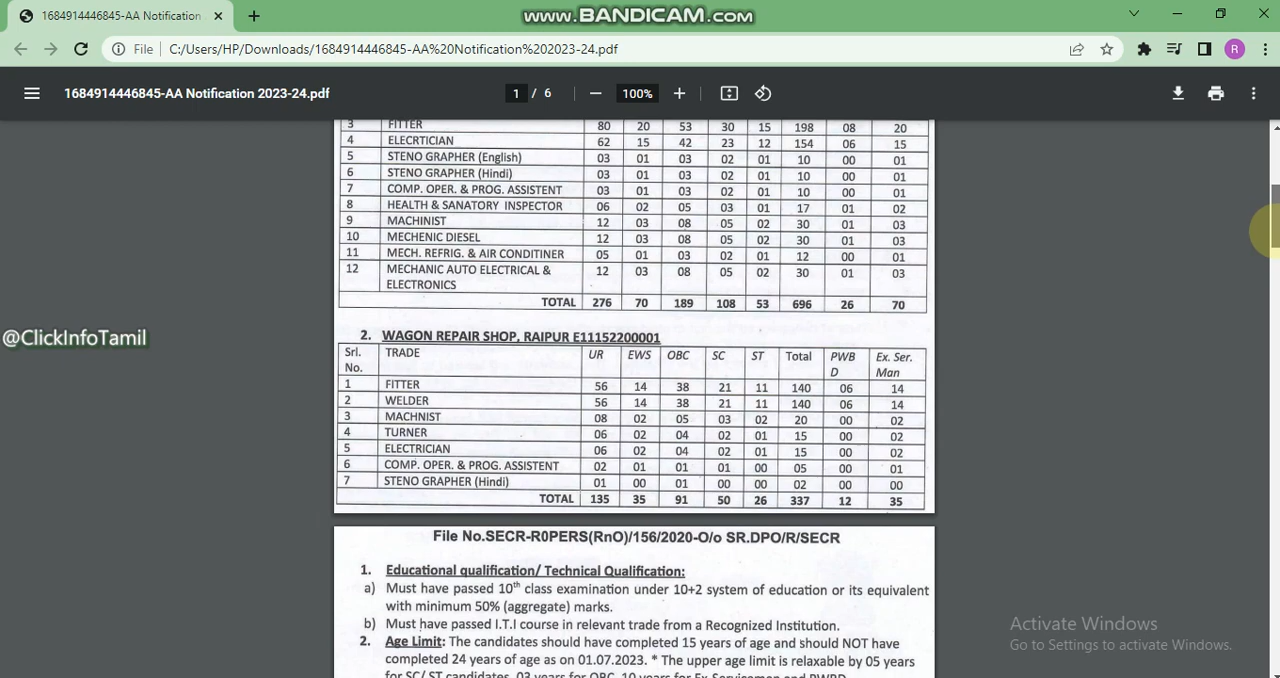 1684914446845-AA Notification
www.BANDICAM.com
File C:/Users/HP/Downloads/1684914446845-AA%20Notification%202023-24.pdf
R
1684914446845-AA Notification 2023-24.pdf
1 / 6
100%
3 FITTER 80 20 53 30 15 198 08 20
4 ELECRTICIAN 62 15 42 23 12 154 06 15
5 STENO GRAPHER (English) 03 01 03 02 01 10 00 01
6 STENO GRAPHER (Hindi) 03 01 03 02 01 10 00 01
7 COMP. OPER. & PROG. ASSISTENT 03 01 03 02 01 10 00 01
8 HEALTH & SANATORY INSPECTOR 06 02 05 03 01 17 01 02
9 MACHINIST 12 03 08 05 02 30 01 03
10 MECHENIC DIESEL 12 03 08 05 02 30 01 03
11 MECH. REFRIG. & AIR CONDITINER 05 01 03 02 01 12 00 01
12 MECHANIC AUTO ELECTRICAL & 12 03 08 05 02 30 01 03
ELECTRONICS
TOTAL 276 70 189 108 53 696 26 70
@ClickInfoTamil
2. WAGON REPAIR SHOP, RAIPUR E11152200001
Srl. TRADE UR EWS OBC SC ST Total PWB Ex. Ser.
No. D Man
1 FITTER 56 14 38 21 11 140 06 14
2 WELDER 56 14 38 21 11 140 06 14
3 MACHNIST 08 02 05 03 02 20 00 02
4 TURNER 06 02 04 02 01 15 00 02
5 ELECTRICIAN 06 02 04 02 01 15 00 02
6 COMP. OPER. & PROG. ASSISTENT 02 01 01 01 00 05 00 01
7 STENO GRAPHER (Hindi) 01 00 01 00 00 02 00 00
TOTAL 135 35 91 50 26 337 12 35
File No.SECR-R0PERS(RnO)/156/2020-O/o SR.DPO/R/SECR
1. Educational qualification/ Technical Qualification:
a) Must have passed 10th class examination under 10+2 system of education or its equivalent
with minimum 50% (aggregate) marks.
b) Must have passed I.T.I course in relevant trade from a Recognized Institution.
2. Age Limit: The candidates should have completed 15 years of age and should NOT have
completed 24 years of age as on 01.07.2023. * The upper age limit is relaxable by 05 years
for SC/ ST candidates, 03 years for OBC, 10 years for Ex-Servicemen and PWBD
Activate Windows
Go to Settings to activate Windows.